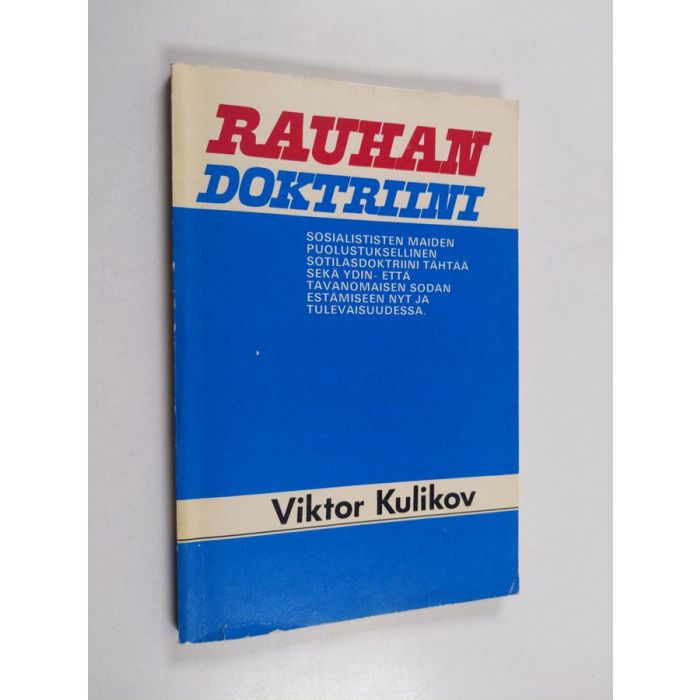 RAUHAN
DOKTRIINI
SOSIALISTISTEN MAIDEN
PUOLUSTUKSELLINEN
SOTILASDOKTRIINI TÄHTÄÄ
SEKÄ YDIN- ETTÄ
TAVANOMAISEN SODAN
ESTÄMISEEN NYT JA
TULEVAISUUDESSA.
Viktor Kulikov